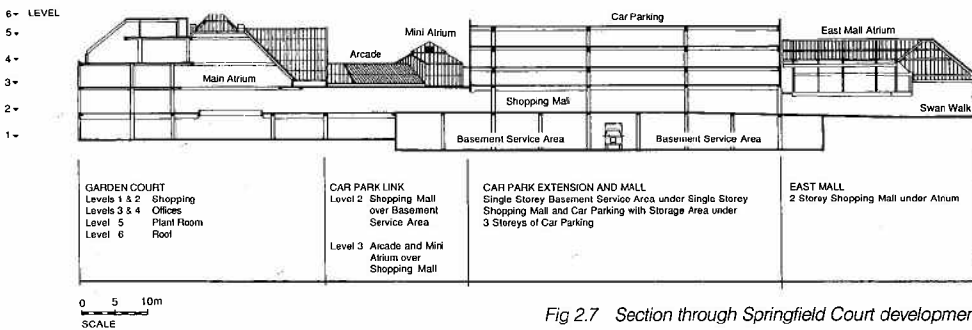 6 LEVEL
5
4
3
2
1
Car Parking
Mini Atrium
East Mall Atrium
Arcade
Main Atrium
Shopping Mall
Swan Walk
Basement Service Area
Basement Service Area
GARDEN COURT
Levels 1 & 2 Shopping
Levels 3 & 4 Offices
Level 5 Plant Room
Level 6 Roof
CAR PARK LINK
Level 2 Shopping Mall
over Basement
Service Area
Level 3 Arcade and Mini
Atrium over
Shopping Mall
CAR PARK EXTENSION AND MALL
Single Storey Basement Service Area under Single Storey
Shopping Mall and Car Parking with Storage Area under
3 Storeys of Car Parking
EAST MALL
2 Storey Shopping Mall under Atrium
0 5 10m
SCALE
Fig 2.7 Section through Springfield Court developmen